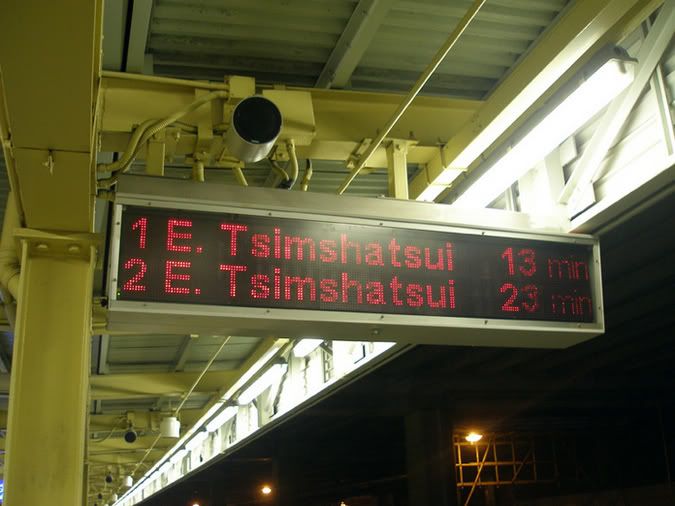 1 E. Tsimshatsui 13 min
2 E. Tsimshatsui 23 min